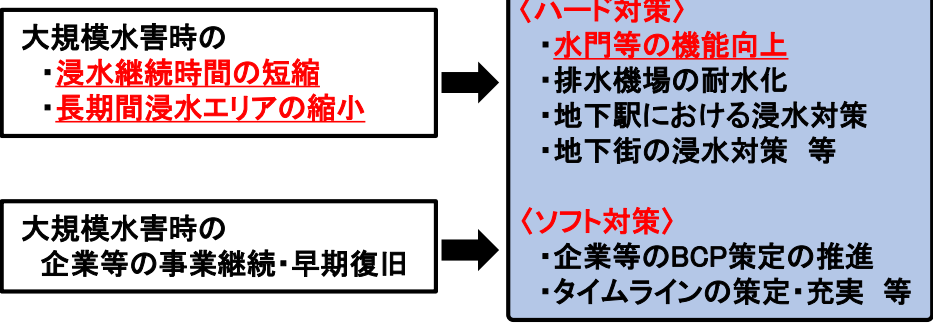 大規模水害時の
・浸水継続時間の短縮
・長期間浸水エリアの縮小
大規模水害時の
企業等の事業継続・早期復旧
〈ハード対策〉
・水門等の機能向上
・排水機場の耐水化
・地下駅における浸水対策
・地下街の浸水対策　等
〈ソフト対策〉
・企業等のBCP策定の推進
・タイムラインの策定・充実　等